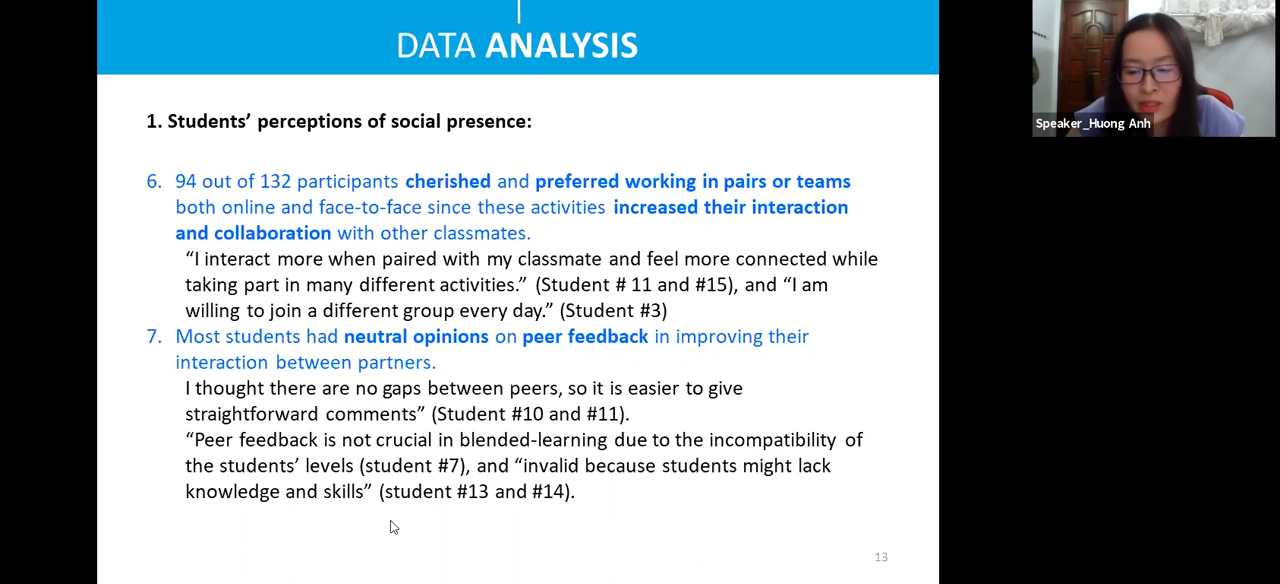 DATA ANALYSIS
1. Students’ perceptions of social presence:
6. 94 out of 132 participants cherished and preferred working in pairs or teams
both online and face-to-face since these activities increased their interaction
and collaboration with other classmates.
“I interact more when paired with my classmate and feel more connected while
taking part in many different activities.” (Student # 11 and #15), and “I am
willing to join a different group every day.” (Student #3)
7. Most students had neutral opinions on peer feedback in improving their
interaction between partners.
I thought there are no gaps between peers, so it is easier to give
straightforward comments” (Student #10 and #11).
“Peer feedback is not crucial in blended-learning due to the incompatibility of
the students’ levels (student #7), and “invalid because students might lack
knowledge and skills” (student #13 and #14).
13
Speaker_Huong Anh